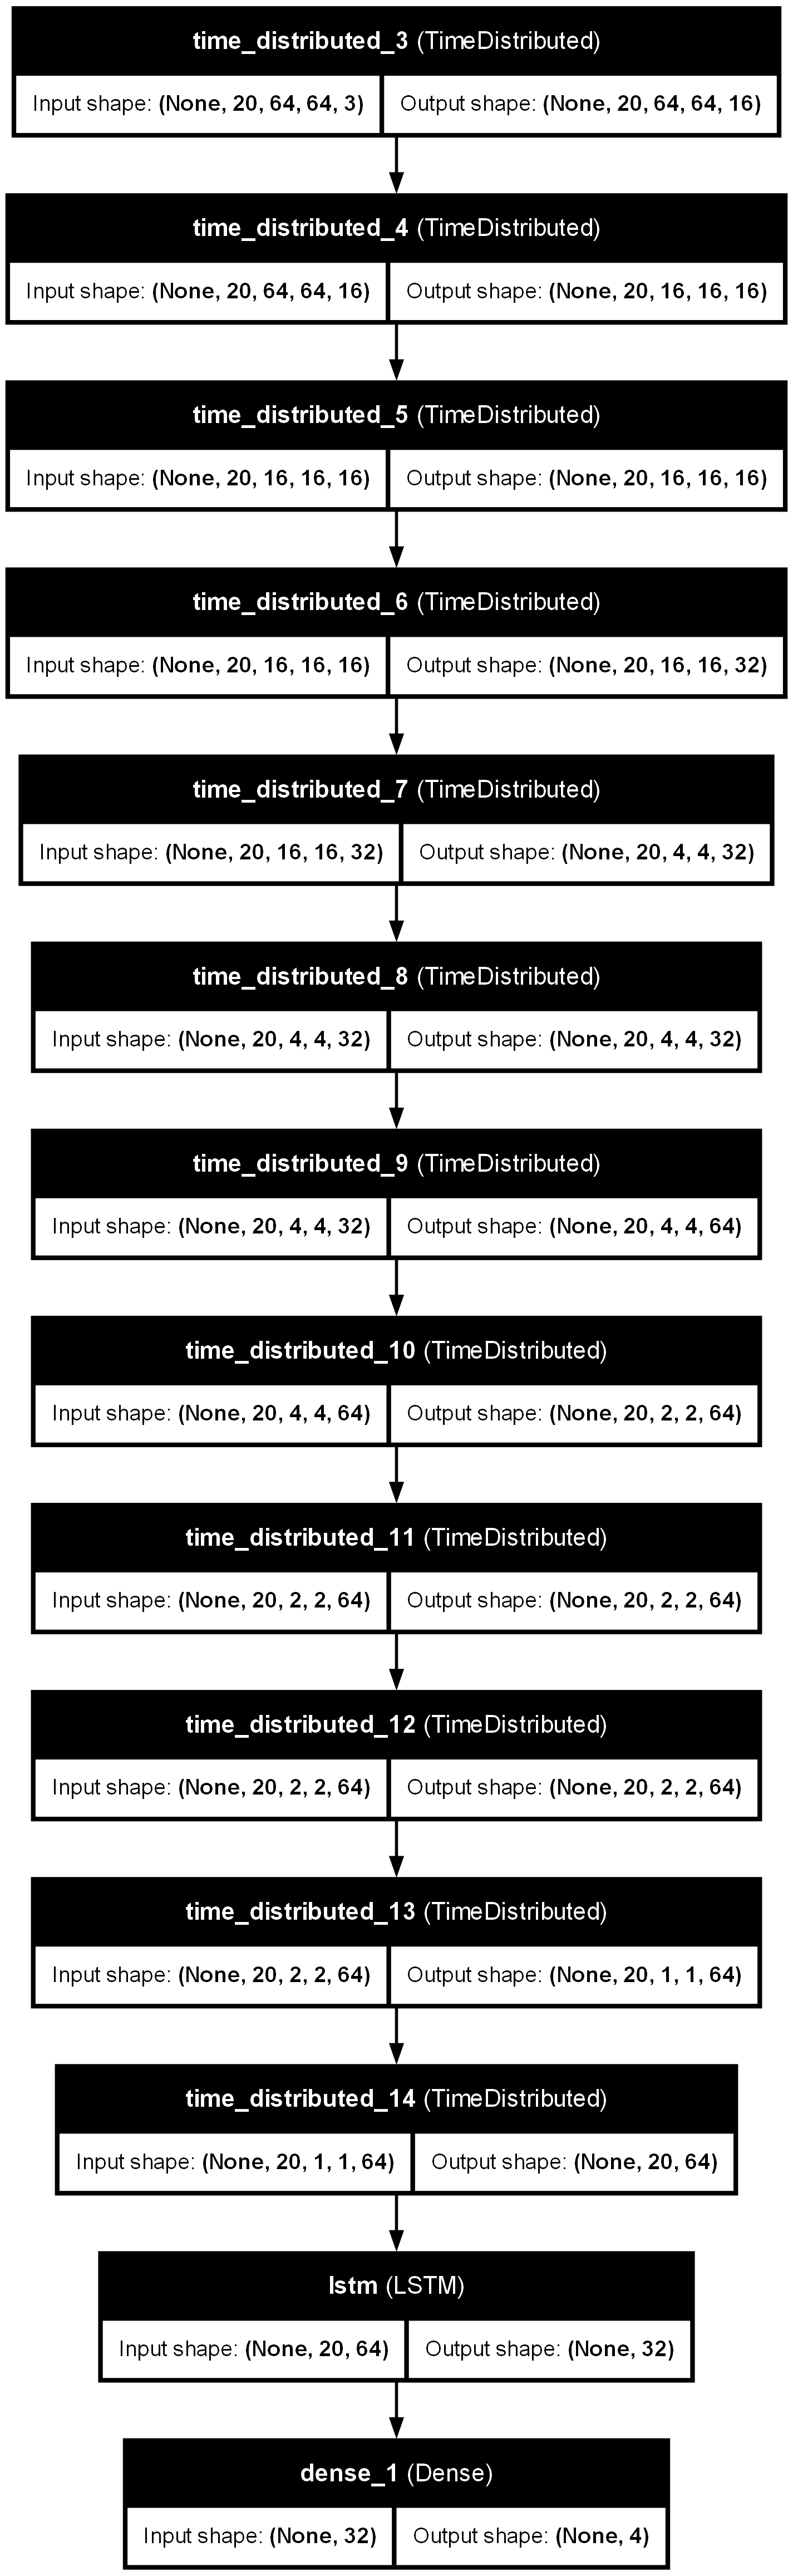 time_distributed_3 (TimeDistributed)
Input shape: (None, 20, 64, 64, 3) Output shape: (None, 20, 64, 64, 16)
time_distributed_4 (TimeDistributed)
Input shape: (None, 20, 64, 64, 16) Output shape: (None, 20, 16, 16, 16)
time_distributed_5 (TimeDistributed)
Input shape: (None, 20, 16, 16, 16) Output shape: (None, 20, 16, 16, 16)
time_distributed_6 (TimeDistributed)
Input shape: (None, 20, 16, 16, 16) Output shape: (None, 20, 16, 16, 32)
time_distributed_7 (TimeDistributed)
Input shape: (None, 20, 16, 16, 32) Output shape: (None, 20, 4, 4, 32)
time_distributed_8 (TimeDistributed)
Input shape: (None, 20, 4, 4, 32) Output shape: (None, 20, 4, 4, 32)
time_distributed_9 (TimeDistributed)
Input shape: (None, 20, 4, 4, 32) Output shape: (None, 20, 4, 4, 64)
time_distributed_10 (TimeDistributed)
Input shape: (None, 20, 4, 4, 64) Output shape: (None, 20, 2, 2, 64)
time_distributed_11 (TimeDistributed)
Input shape: (None, 20, 2, 2, 64) Output shape: (None, 20, 2, 2, 64)
time_distributed_12 (TimeDistributed)
Input shape: (None, 20, 2, 2, 64) Output shape: (None, 20, 2, 2, 64)
time_distributed_13 (TimeDistributed)
Input shape: (None, 20, 2, 2, 64) Output shape: (None, 20, 1, 1, 64)
time_distributed_14 (TimeDistributed)
Input shape: (None, 20, 1, 1, 64) Output shape: (None, 20, 64)
lstm (LSTM)
Input shape: (None, 20, 64) Output shape: (None, 32)
dense_1 (Dense)
Input shape: (None, 32) Output shape: (None, 4)